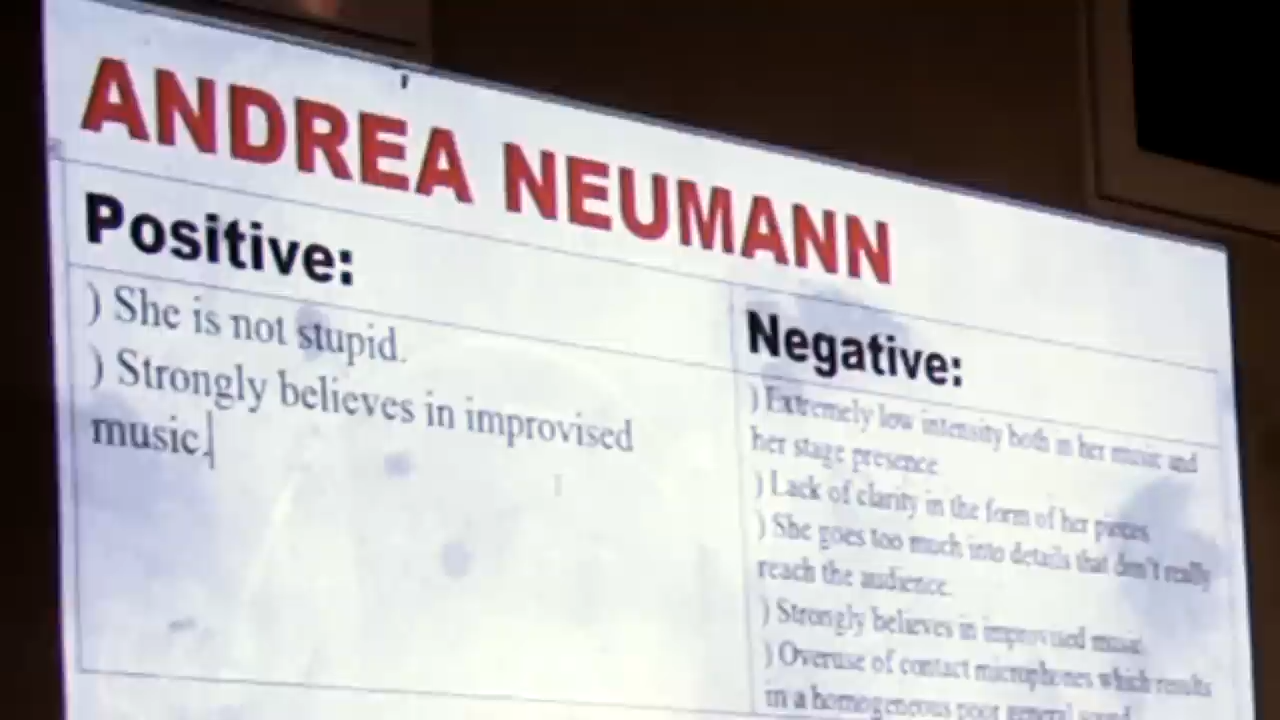 ANDREA NEUMANN
Positive:
) She is not stupid.
) Strongly believes in improvised
music.
Negative:
) Extremely low intensity both in her music and
her stage presence
) Lack of clarity in the form of her pieces
) She goes too much into details that don't really
reach the audience.
) Strongly believes in improvised music.
) Overuse of contact microphones which results
in a homogeneous poor general sound